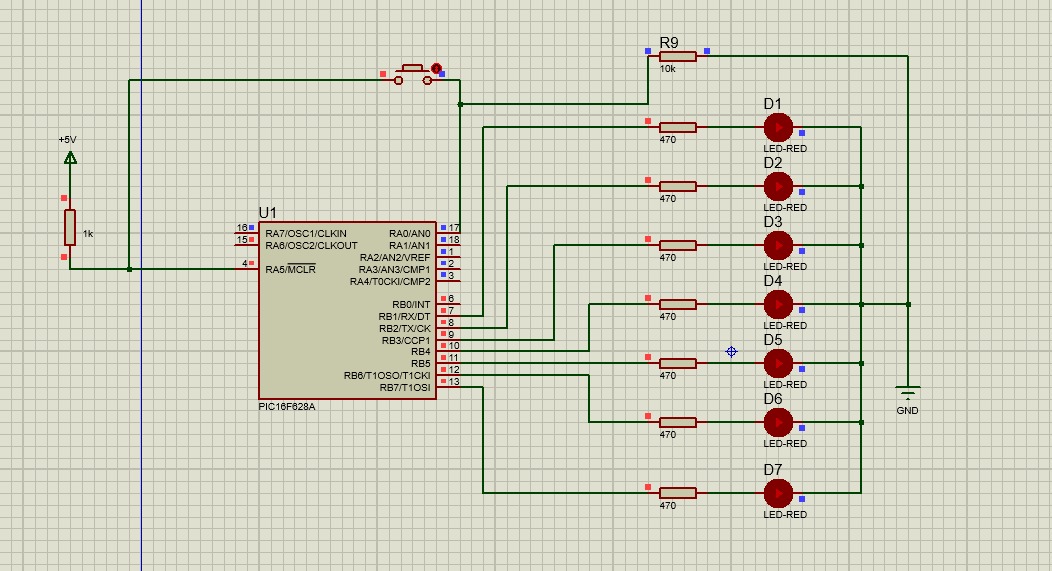 R9
10k
D1
470
LED-RED
+5V
D2
470
LED-RED
1k
U1
D3
470
LED-RED
16 RA7/OSC1/CLKIN RA0/AN0 17
15 RA6/OSC2/CLKOUT RA1/AN1 18
RA2/AN2/VREF 1
4 RA5/MCLR RA3/AN3/CMP1 2
RA4/T0CKI/CMP2 3
RB0/INT 6
RB1/RX/DT 7
RB2/TX/CK 8
RB3/CCP1 9
RB4 10
RB5 11
RB6/T1OSO/T1CKI 12
RB7/T1OSI 13
PIC16F628A
D4
470
LED-RED
D5
470
LED-RED
GND
D6
470
LED-RED
D7
470
LED-RED